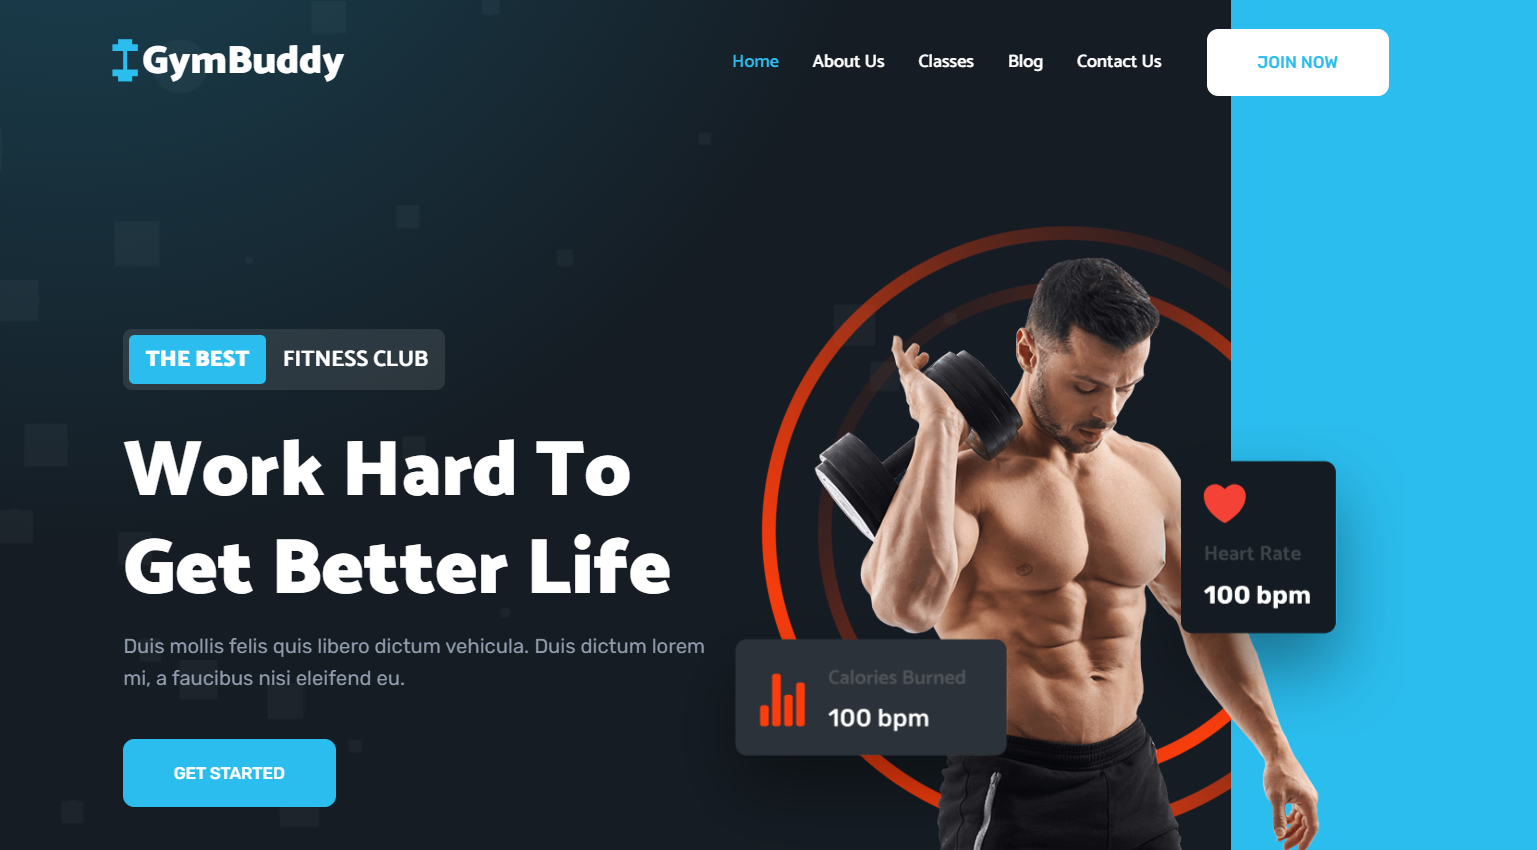 GymBuddy
Home About Us Classes Blog Contact Us JOIN NOW
THE BEST FITNESS CLUB
Work Hard To
Get Better Life
Duis mollis felis quis libero dictum vehicula. Duis dictum lorem
mi, a faucibus nisi eleifend eu.
GET STARTED
Heart Rate
100 bpm
Calories Burned
100 bpm